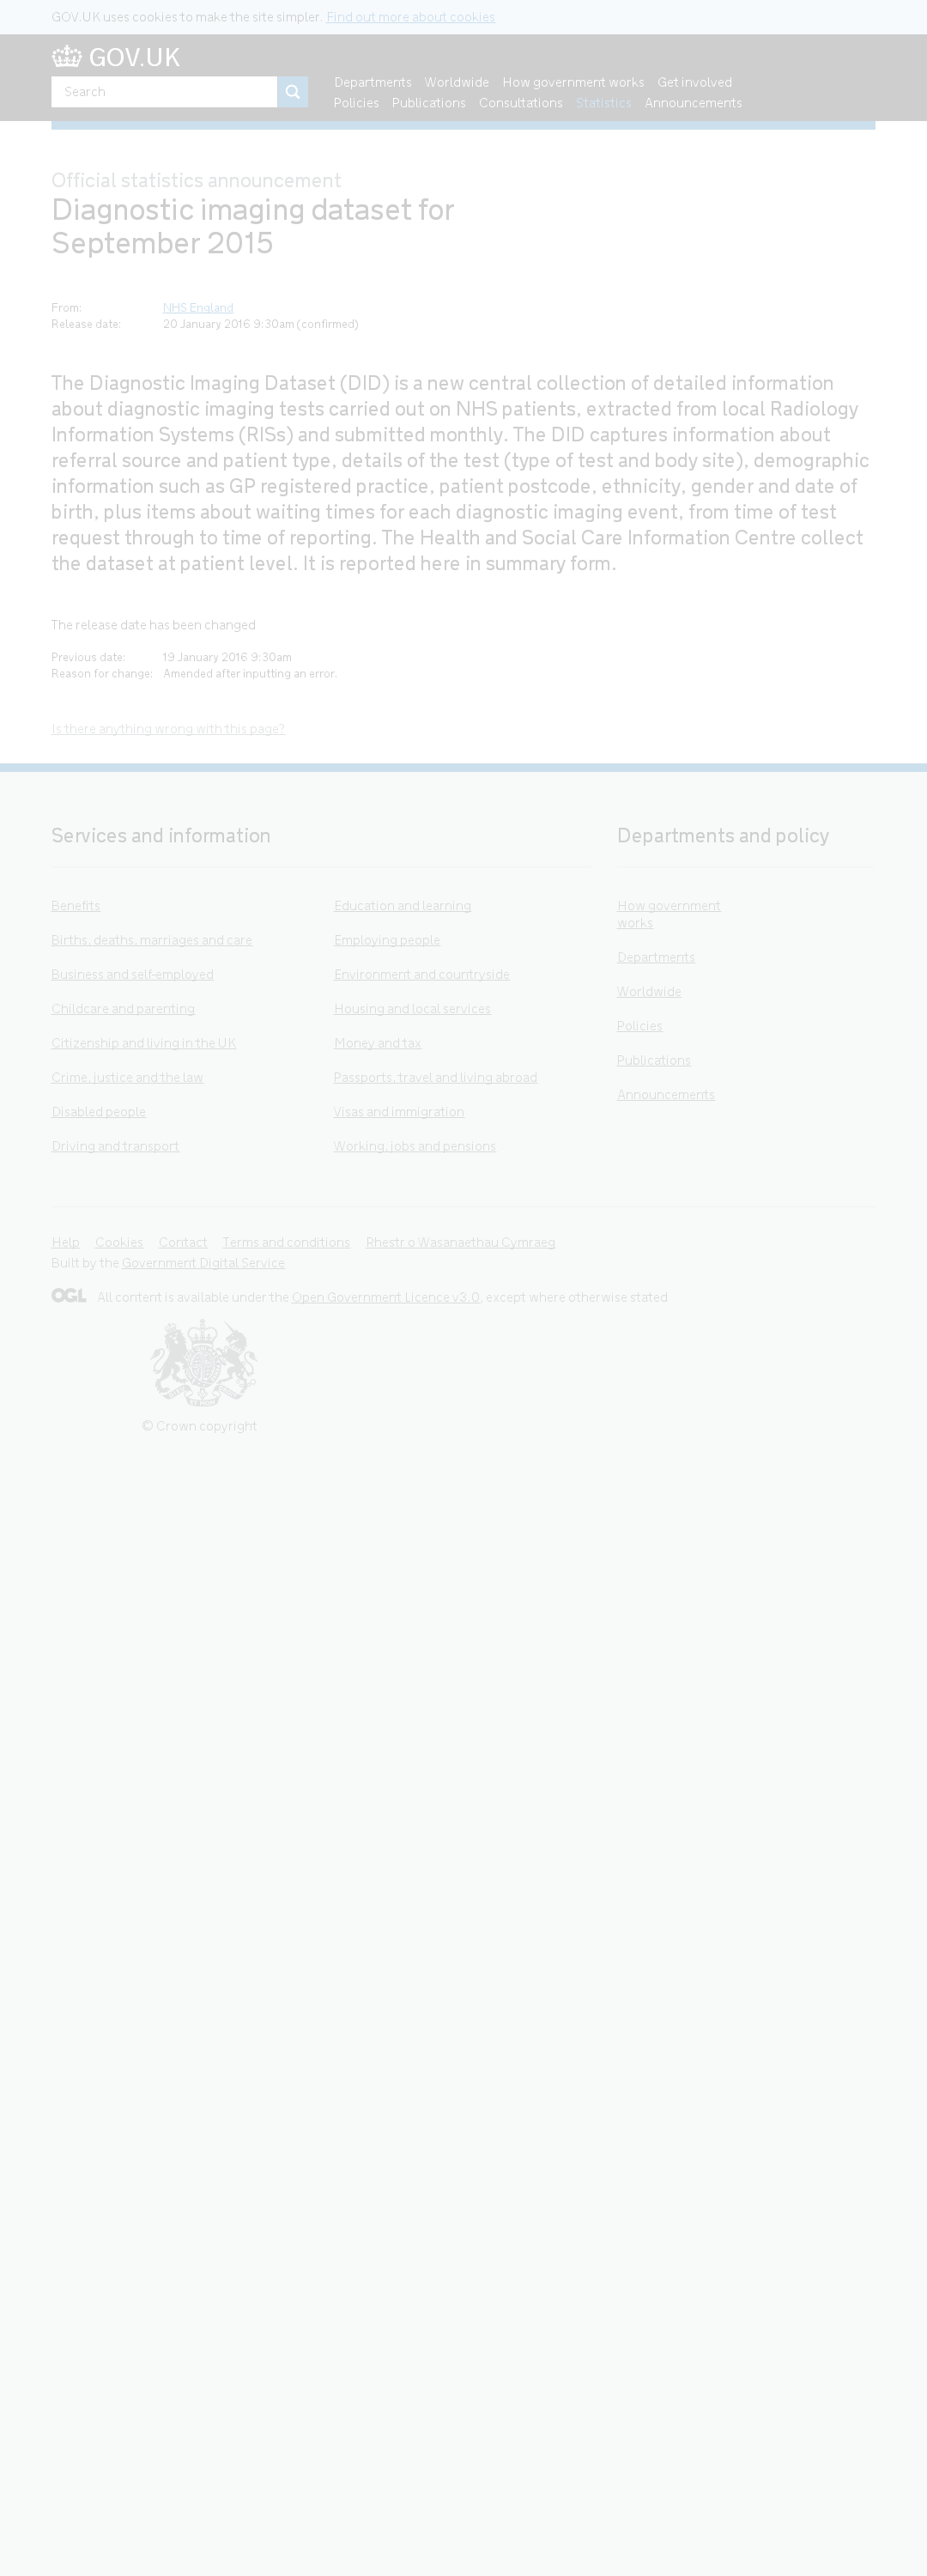 GOV.UK uses cookies to make the site simpler. Find out more about cookies
GOV.UK
Search
Departments Worldwide How government works Get involved
Policies Publications Consultations Statistics Announcements
Official statistics announcement
Diagnostic imaging dataset for
September 2015
From: NHS England
Release date: 20 January 2016 9:30am (confirmed)
The Diagnostic Imaging Dataset (DID) is a new central collection of detailed information
about diagnostic imaging tests carried out on NHS patients, extracted from local Radiology
Information Systems (RISs) and submitted monthly. The DID captures information about
referral source and patient type, details of the test (type of test and body site), demographic
information such as GP registered practice, patient postcode, ethnicity, gender and date of
birth, plus items about waiting times for each diagnostic imaging event, from time of test
request through to time of reporting. The Health and Social Care Information Centre collect
the dataset at patient level. It is reported here in summary form.
The release date has been changed
Previous date: 19 January 2016 9:30am
Reason for change: Amended after inputting an error.
Is there anything wrong with this page?
Services and information
Benefits
Births, deaths, marriages and care
Business and self-employed
Childcare and parenting
Citizenship and living in the UK
Crime, justice and the law
Disabled people
Driving and transport
Education and learning
Employing people
Environment and countryside
Housing and local services
Money and tax
Passports, travel and living abroad
Visas and immigration
Working, jobs and pensions
Departments and policy
How government
works
Departments
Worldwide
Policies
Publications
Announcements
Help Cookies Contact Terms and conditions Rhestr o Wasanaethau Cymraeg
Built by the Government Digital Service
OGL All content is available under the Open Government Licence v3.0, except where otherwise stated
© Crown copyright